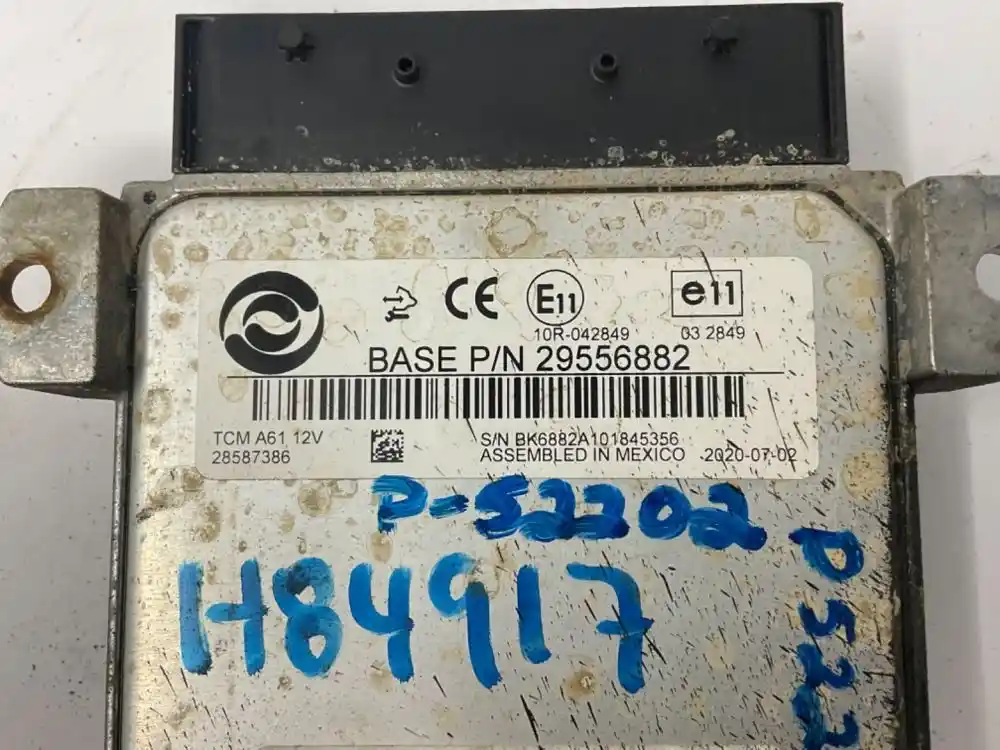 CE E11 e11
10R-042849 03 2849
BASE P/N 29556882
TCM A61 12V
28587386
S/N BK6882A101845356
ASSEMBLED IN MEXICO 2020-07-02
P-52202
H84917
P522